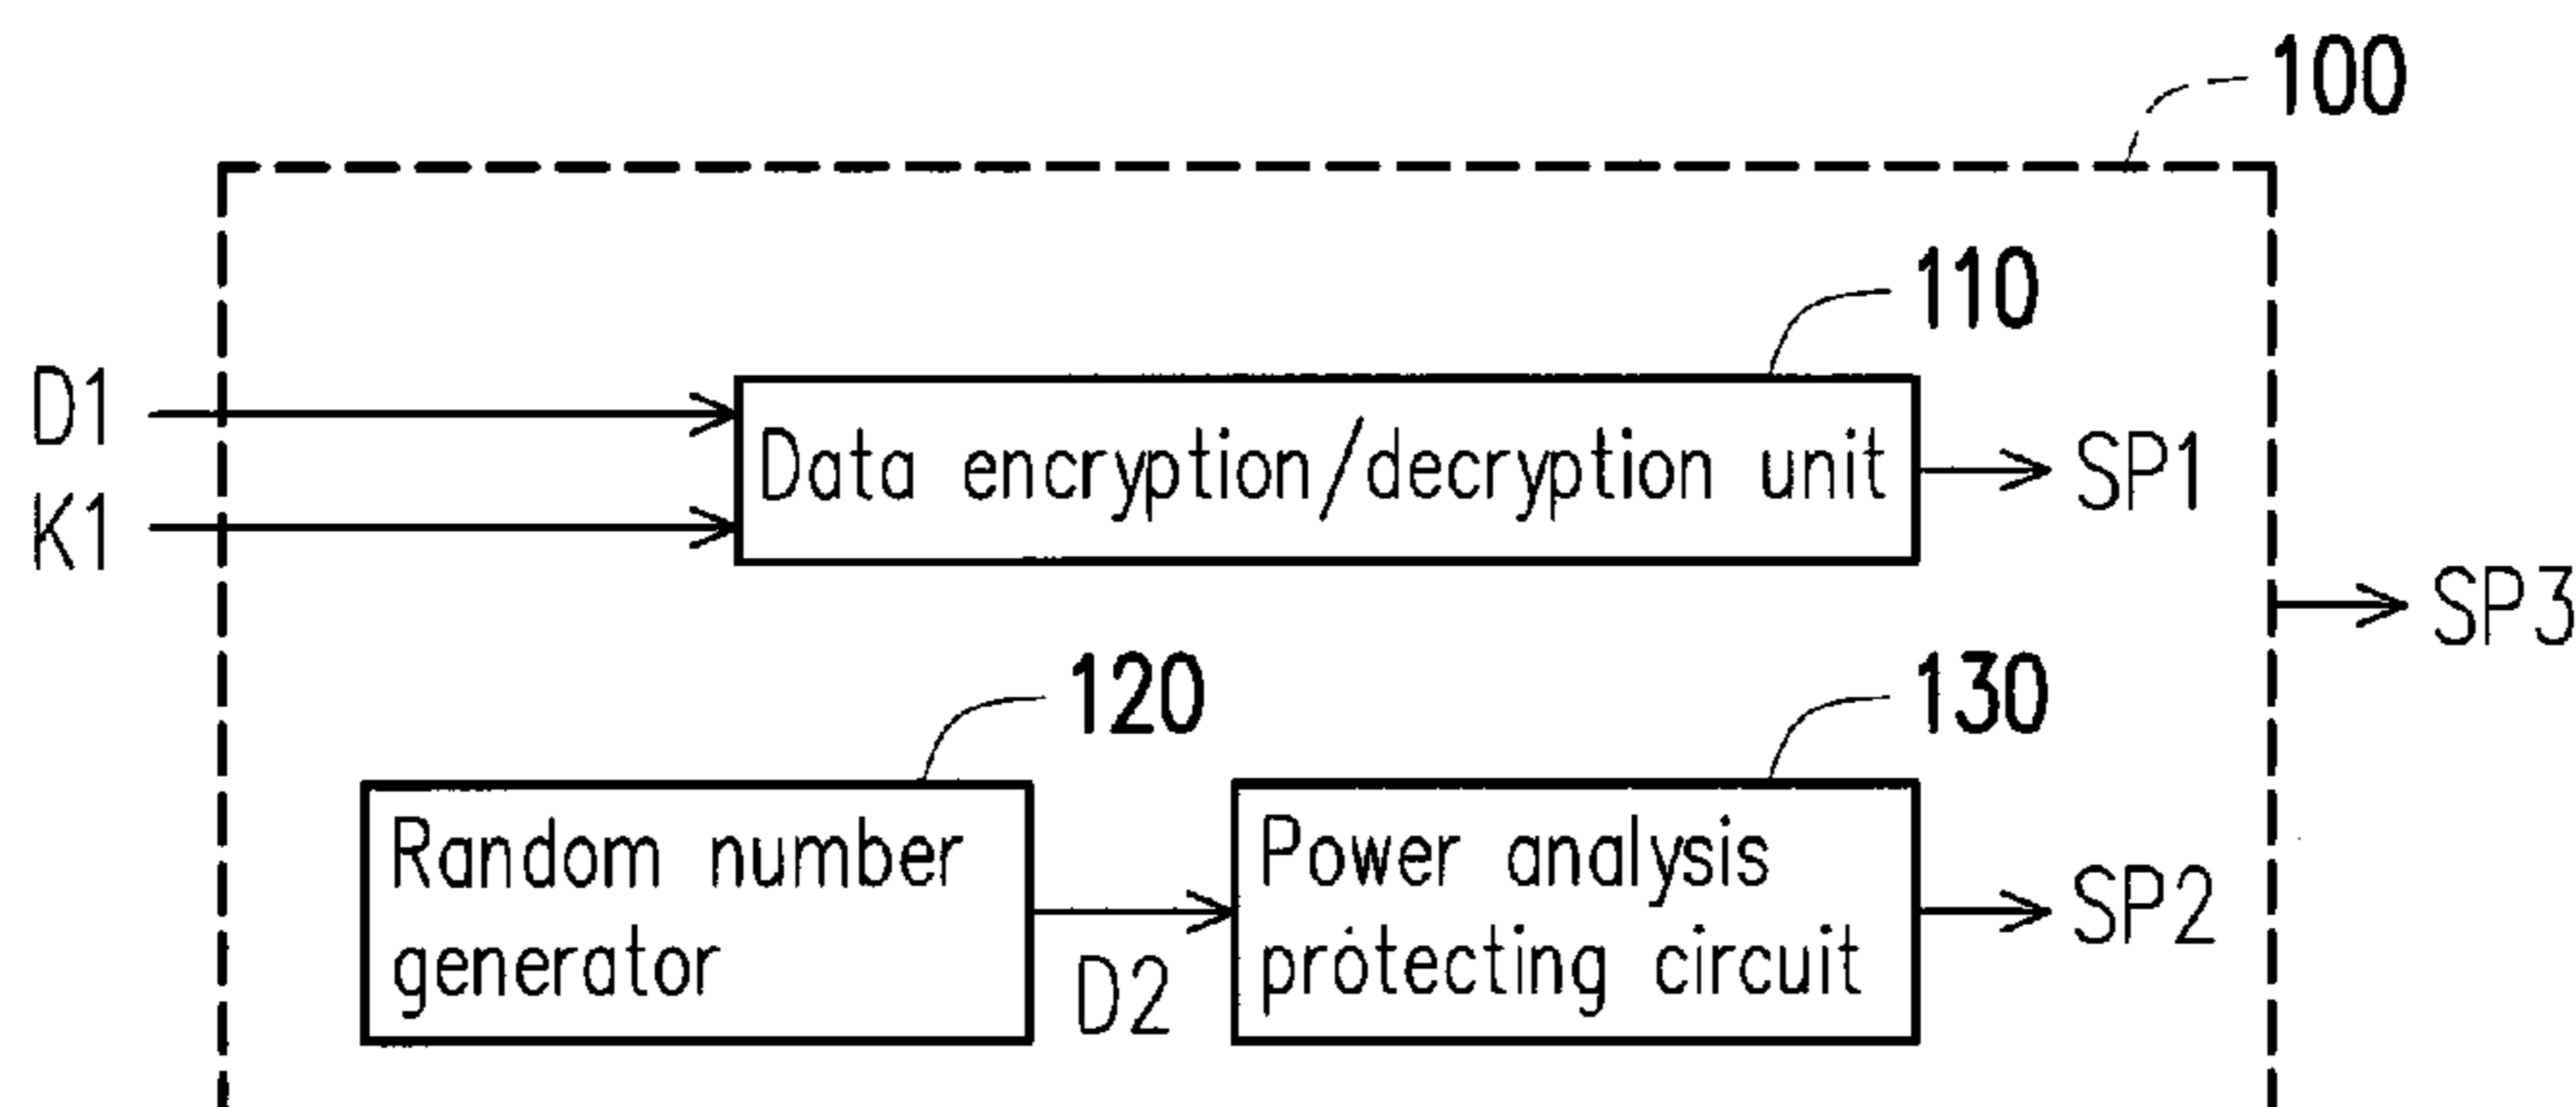 100
110
D1
Data encryption/decryption unit
SP1
K1
SP3
120
130
Random number
generator
D2
Power analysis
protecting circuit
SP2